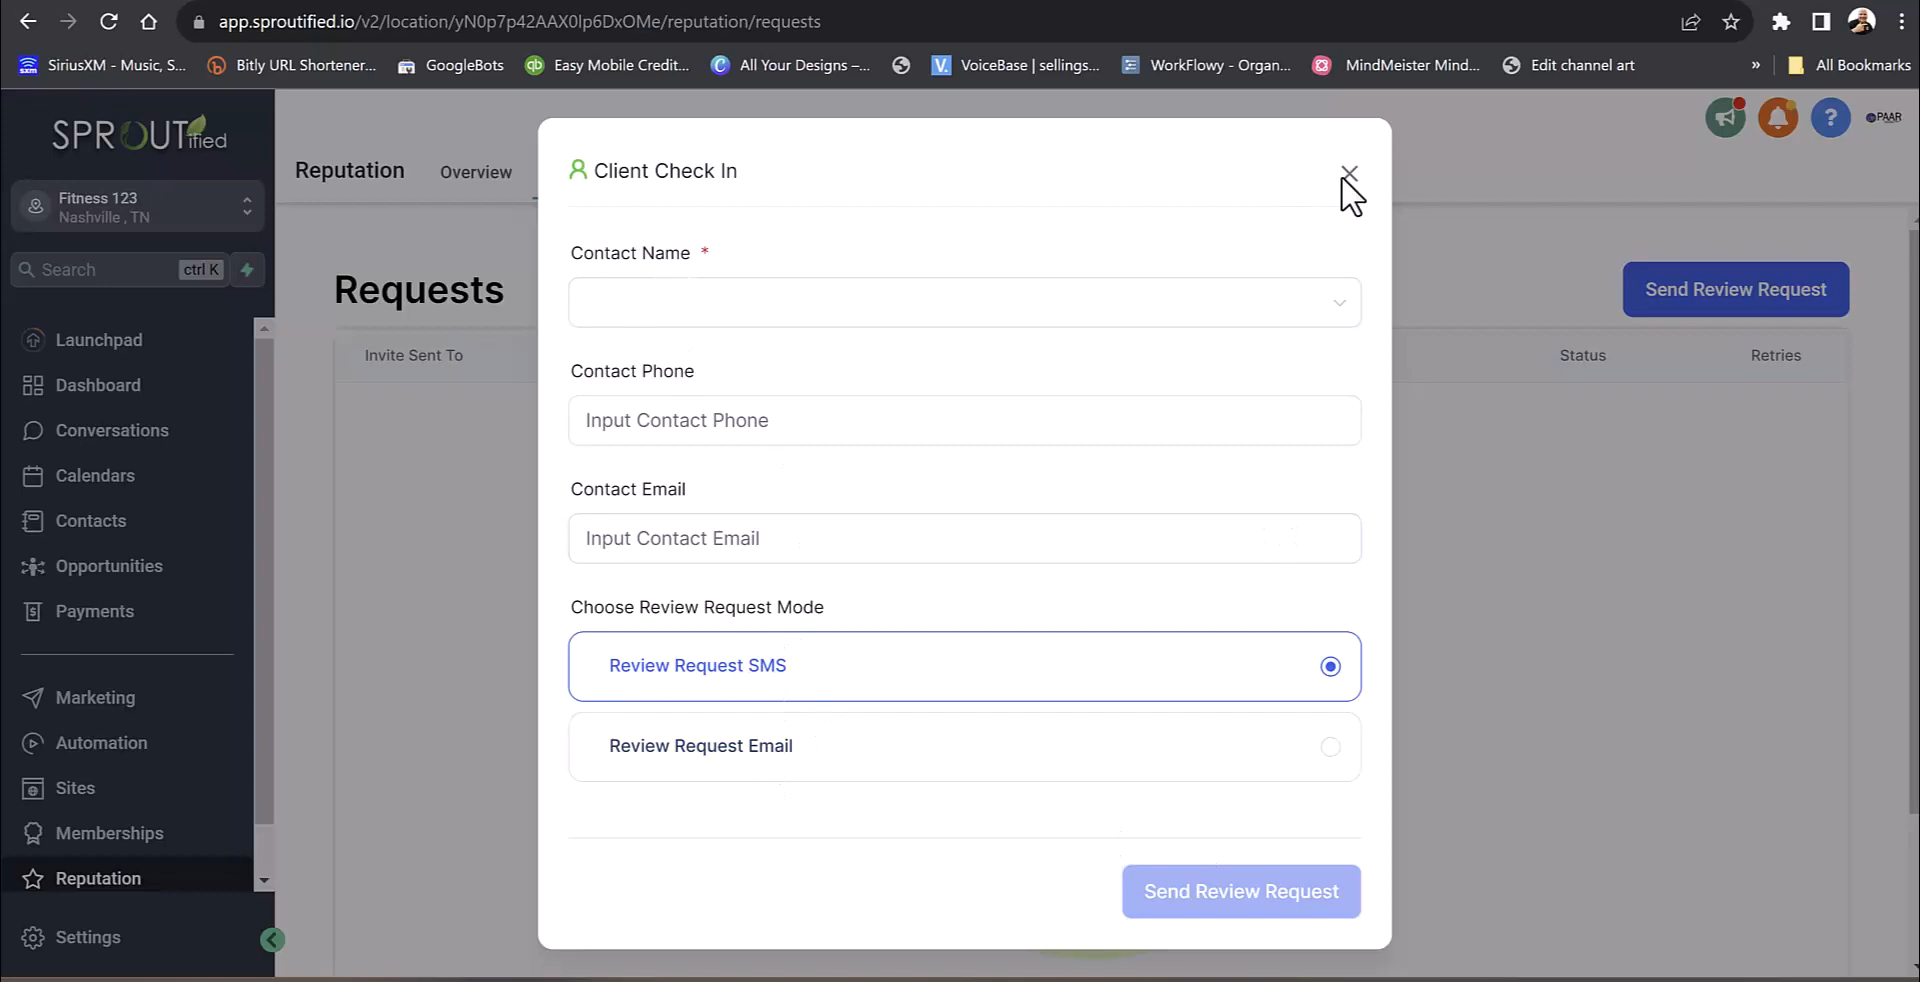 app.sproutified.io/v2/location/yN0p7p42AAX0lp6DxOMe/reputation/requests
SiriusXM - Music, S...
Bitly URL Shortener...
GoogleBots
Easy Mobile Credit...
All Your Designs –...
VoiceBase | sellings...
WorkFlowy - Organ...
MindMeister Mind...
Edit channel art
»
All Bookmarks
SPROUTified
Fitness 123
Nashville , TN
Search
ctrl K
Launchpad
Dashboard
Conversations
Calendars
Contacts
Opportunities
Payments
Marketing
Automation
Sites
Memberships
Reputation
Settings
Reputation
Overview
PAAR
Requests
Send Review Request
Invite Sent To
Status
Retries
Client Check In
Contact Name *
Contact Phone
Input Contact Phone
Contact Email
Input Contact Email
Choose Review Request Mode
Review Request SMS
Review Request Email
Send Review Request